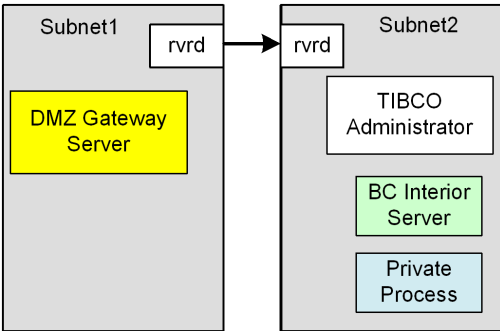 Subnet1
rvrd
DMZ Gateway
Server
rvrd
Subnet2
TIBCO
Administrator
BC Interior
Server
Private
Process